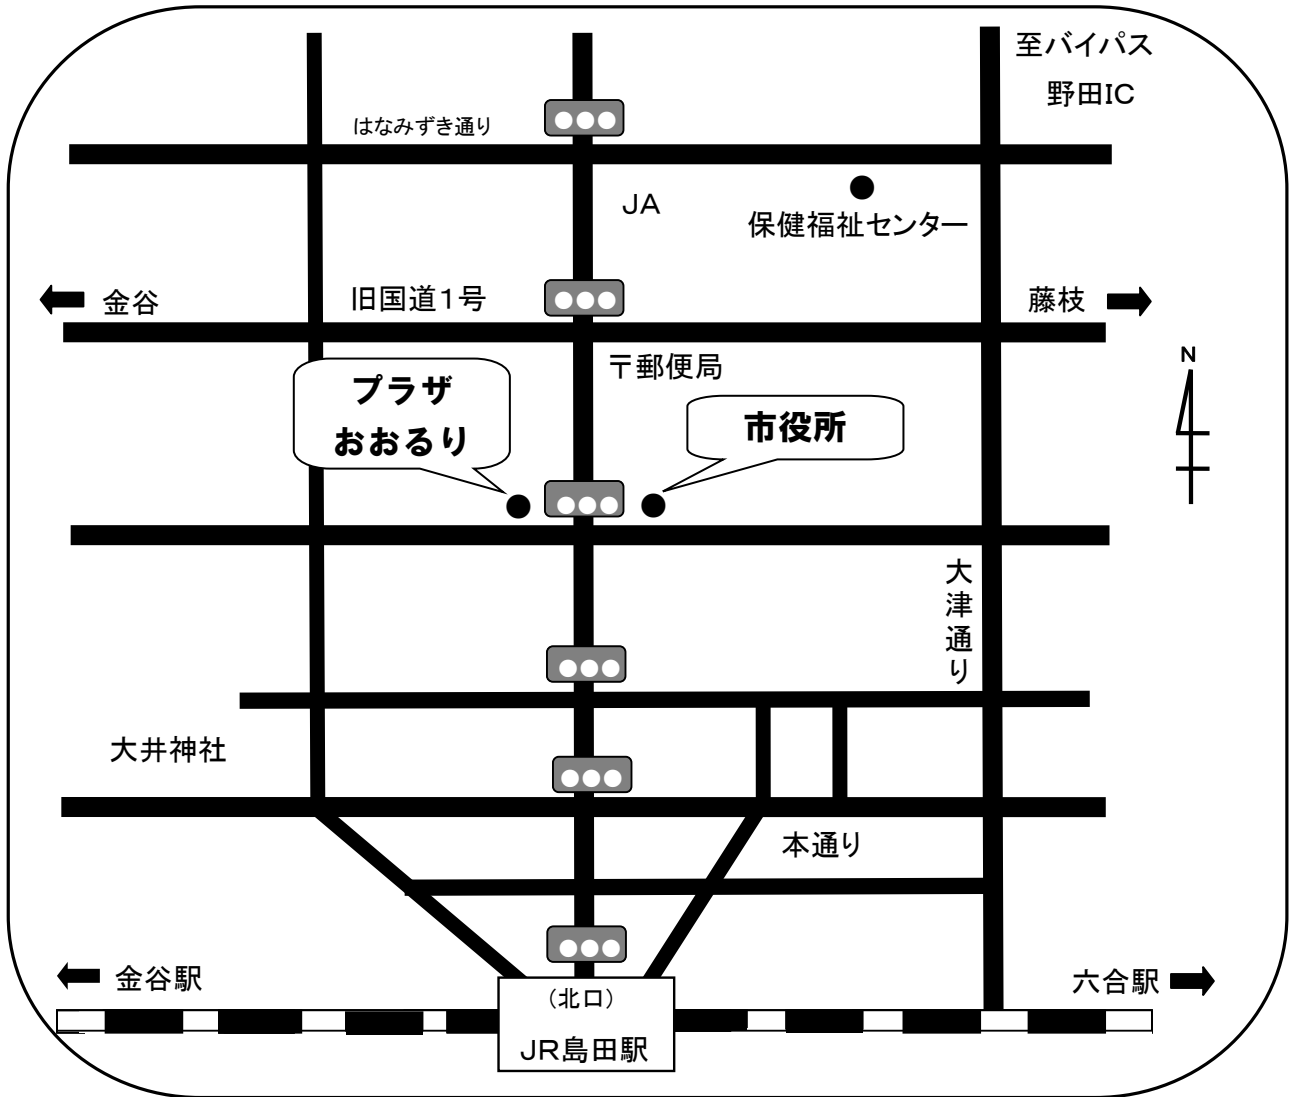 至バイパス
野田IC
はなみずき通り
JA
保健福祉センター
金谷
旧国道1号
藤枝
〒郵便局
N
プラザ
おおるり
市役所
大津通り
大井神社
本通り
金谷駅
六合駅
(北口)
JR島田駅